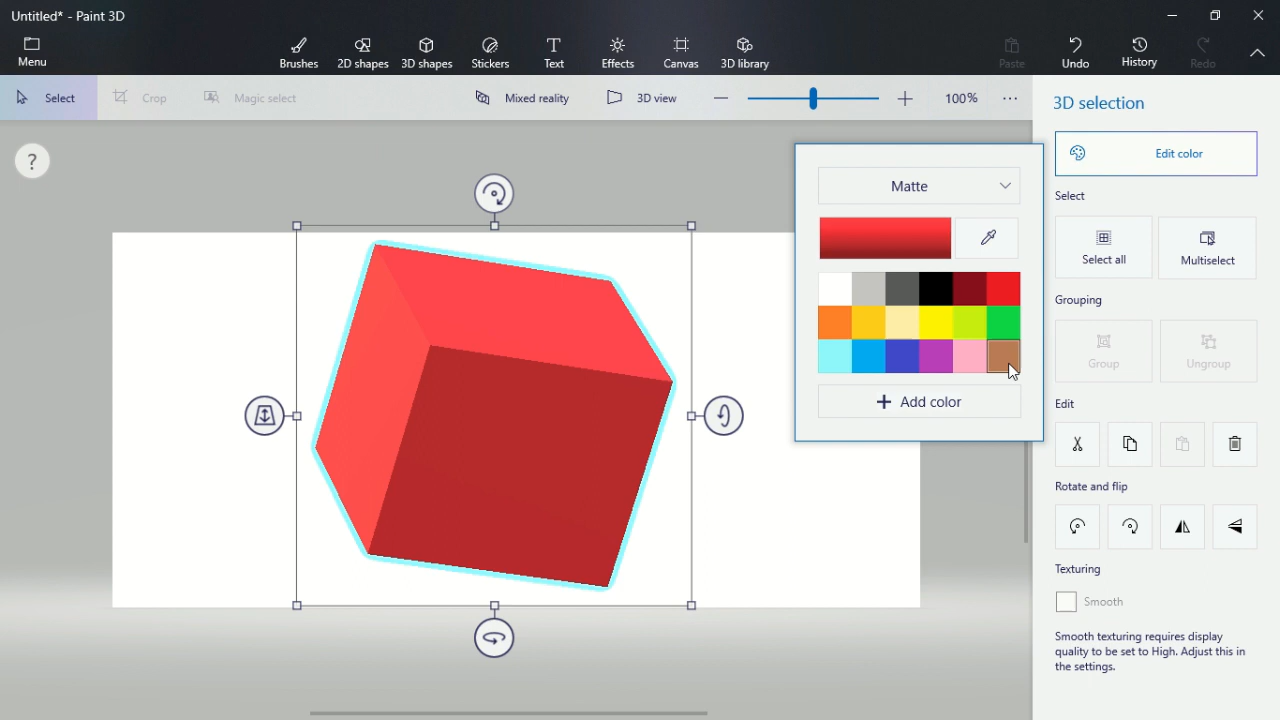 Untitled* - Paint 3D
Menu
Brushes
2D shapes
3D shapes
Stickers
Text
Effects
Canvas
3D library
Paste
Undo
History
Redo
Select
Crop
Magic select
Mixed reality
3D view
100%
3D selection
?
Matte
Add color
Edit color
Select
Select all
Multiselect
Grouping
Group
Ungroup
Edit
Rotate and flip
Texturing
Smooth
Smooth texturing requires display
quality to be set to High. Adjust this in
the settings.